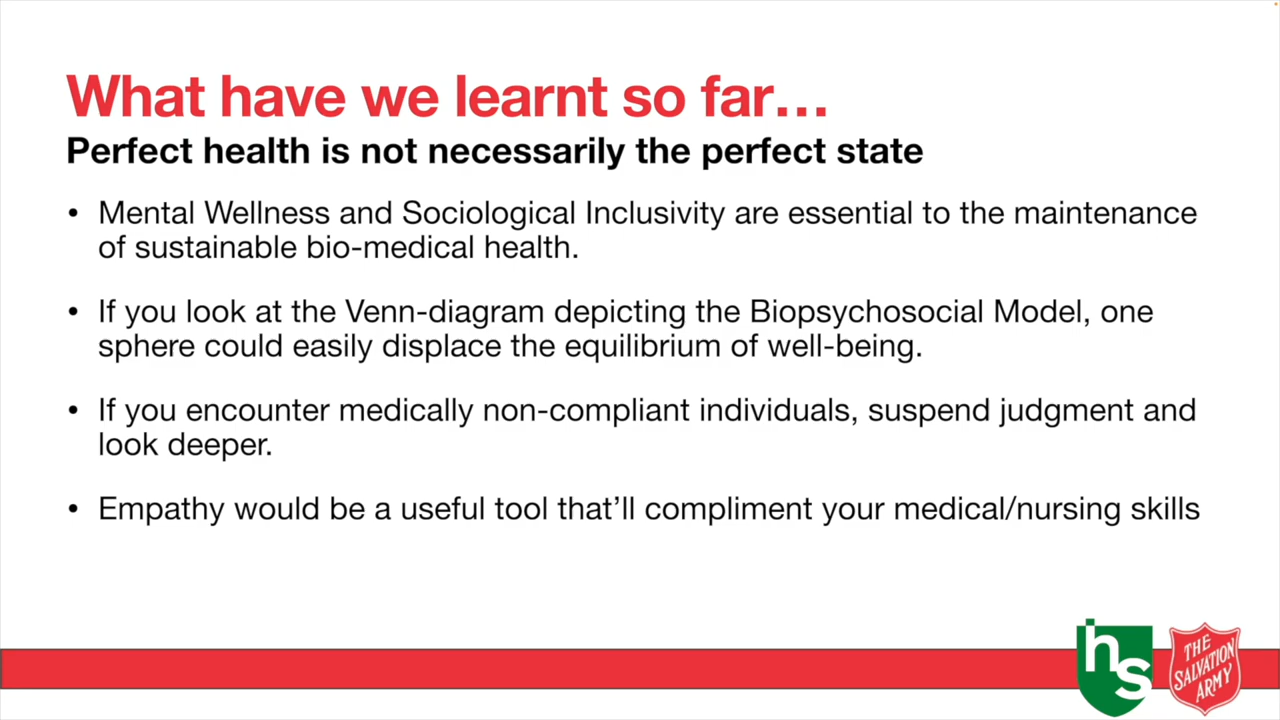 What have we learnt so far…
Perfect health is not necessarily the perfect state
• Mental Wellness and Sociological Inclusivity are essential to the maintenance
of sustainable bio-medical health.
• If you look at the Venn-diagram depicting the Biopsychosocial Model, one
sphere could easily displace the equilibrium of well-being.
• If you encounter medically non-compliant individuals, suspend judgment and
look deeper.
• Empathy would be a useful tool that’ll compliment your medical/nursing skills
hs
THE
SALVATION
ARMY